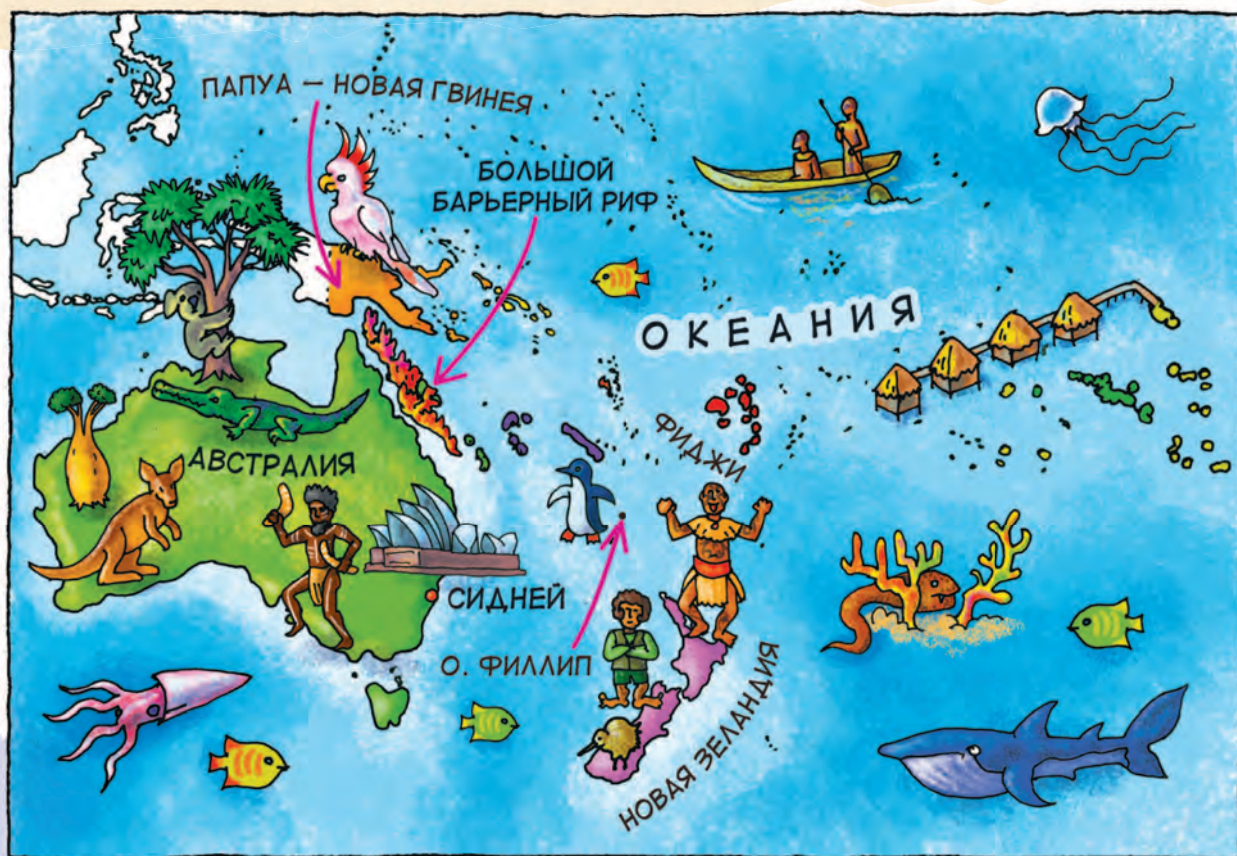 ПАПУА — НОВАЯ ГВИНЕЯ
БОЛЬШОЙ
БАРЬЕРНЫЙ РИФ
ОКЕАНИЯ
ФИДЖИ
АВСТРАЛИЯ
СИДНЕЙ
О. ФИЛЛИП
НОВАЯ ЗЕЛАНДИЯ